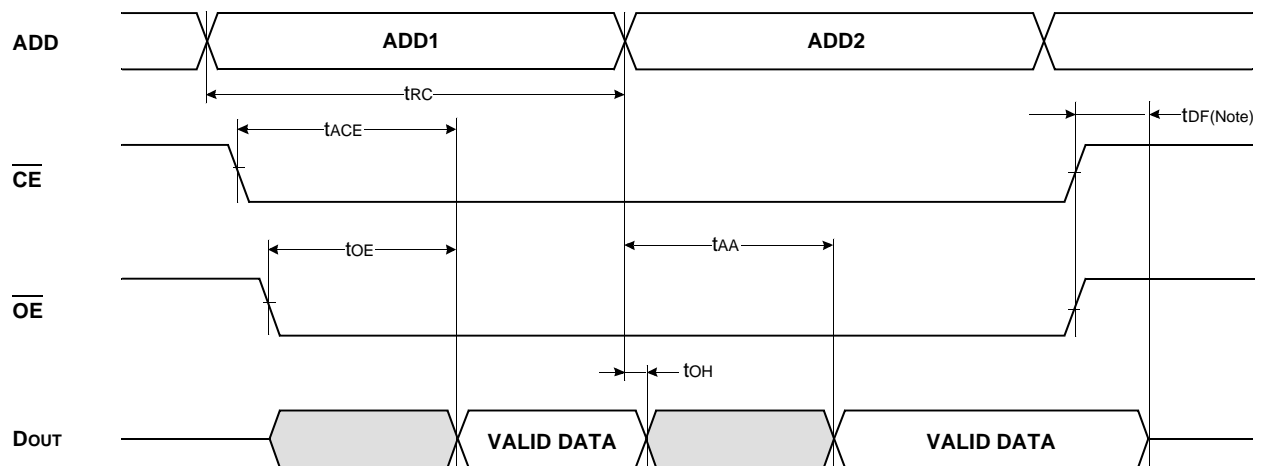 ADD
ADD1
ADD2
tRC
tACE
tDF(Note)
CE
tOE
tAA
OE
tOH
DOUT
VALID DATA
VALID DATA